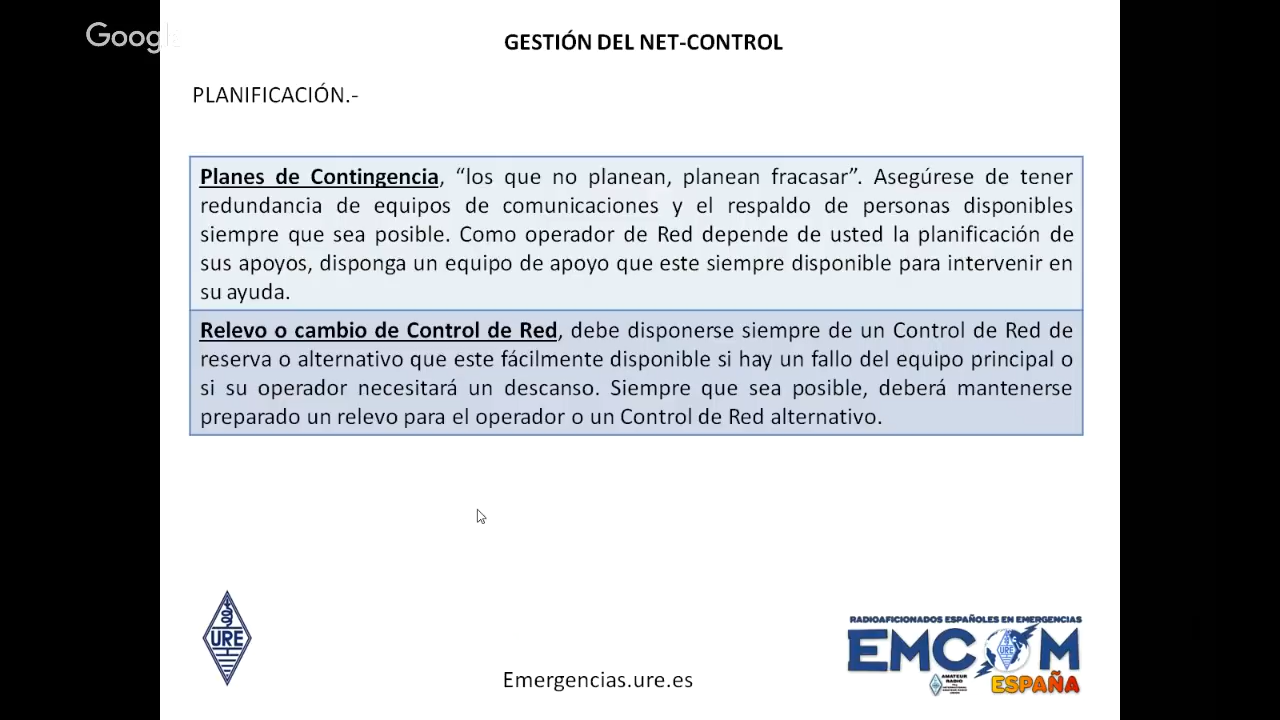 Google
GESTIÓN DEL NET-CONTROL
PLANIFICACIÓN.-
Planes de Contingencia, “los que no planean, planean fracasar”. Asegúrese de tener
redundancia de equipos de comunicaciones y el respaldo de personas disponibles
siempre que sea posible. Como operador de Red depende de usted la planificación de
sus apoyos, disponga un equipo de apoyo que este siempre disponible para intervenir en
su ayuda.
Relevo o cambio de Control de Red, debe disponerse siempre de un Control de Red de
reserva o alternativo que este fácilmente disponible si hay un fallo del equipo principal o
si su operador necesitará un descanso. Siempre que sea posible, deberá mantenerse
preparado un relevo para el operador o un Control de Red alternativo.
URE
Emergencias.ure.es
RADIOAFICIONADOS ESPAÑOLES EN EMERGENCIAS
EMCOM
URE
AMATEUR
RADIO
ESPAÑA